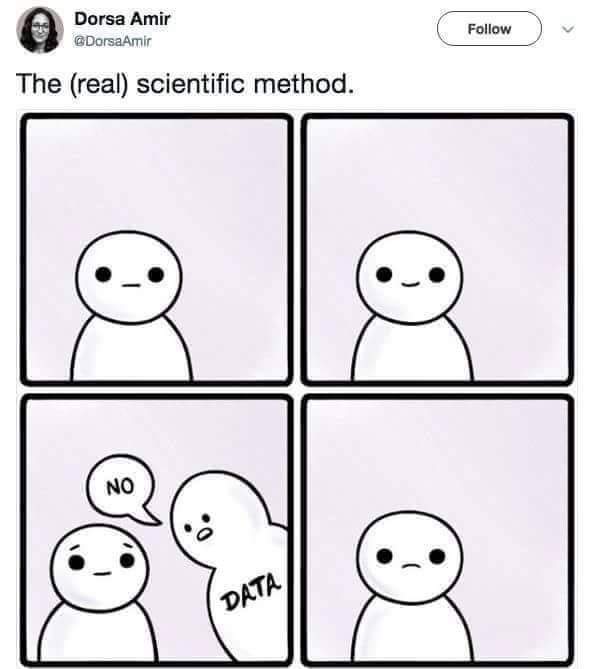 Dorsa Amir
@DorsaAmir
Follow
The (real) scientific method.
NO
DATA